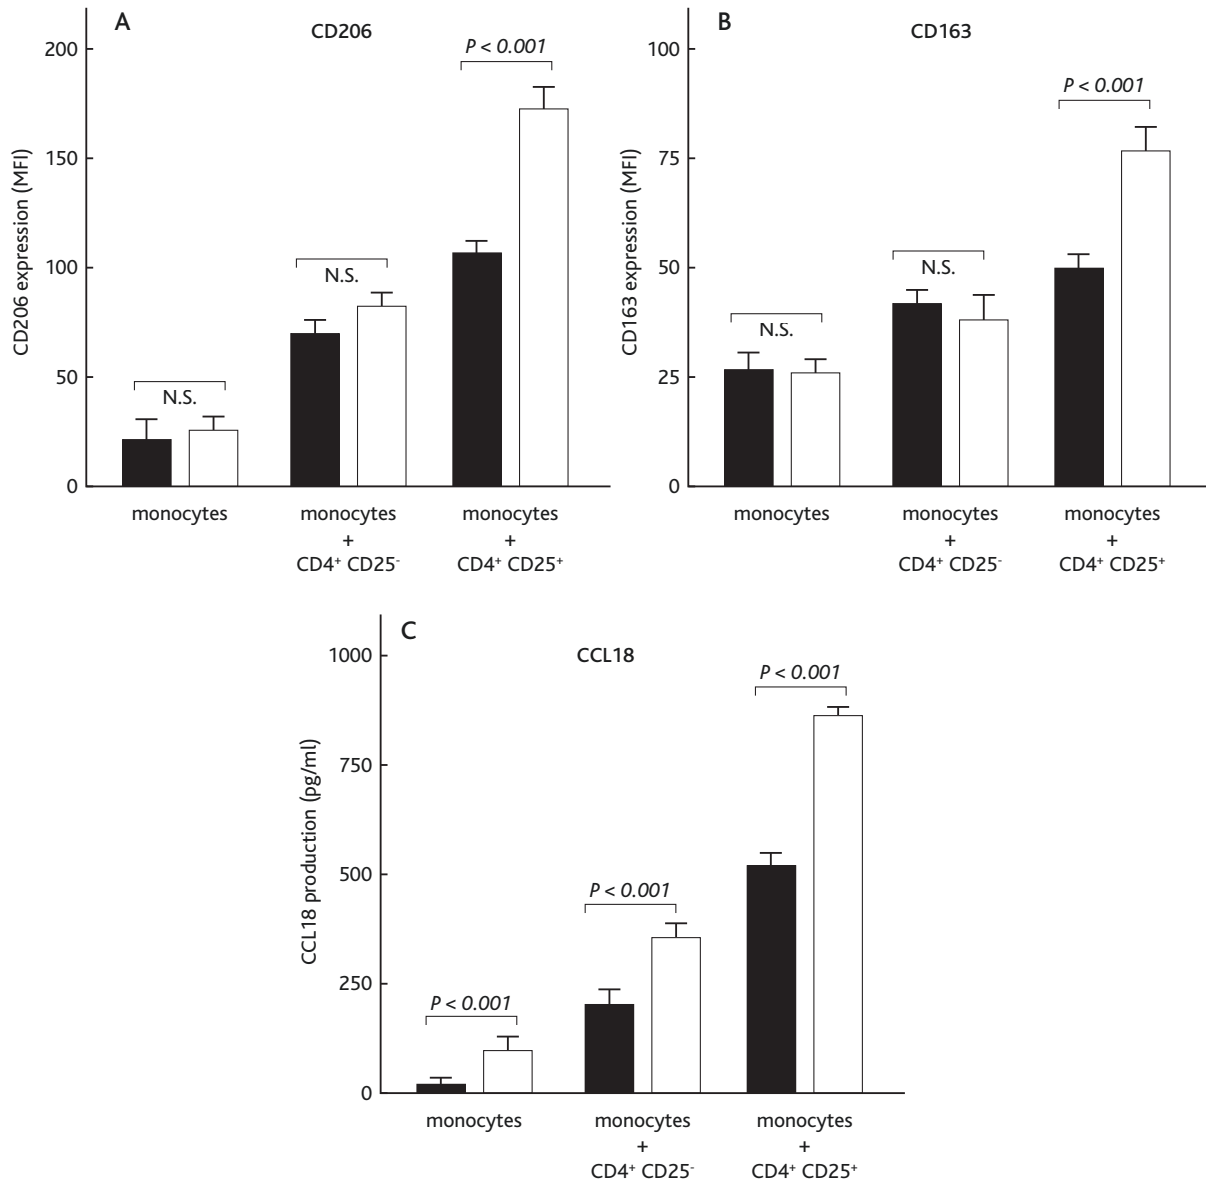 A
CD206
CD206 expression (MFI)
200
150
100
50
0
N.S.
N.S.
P < 0.001
monocytes
monocytes
+
CD4⁺ CD25⁻
monocytes
+
CD4⁺ CD25⁺
B
CD163
CD163 expression (MFI)
100
75
50
25
0
N.S.
N.S.
P < 0.001
monocytes
monocytes
+
CD4⁺ CD25⁻
monocytes
+
CD4⁺ CD25⁺
C
CCL18
CCL18 production (pg/ml)
1000
750
500
250
0
P < 0.001
P < 0.001
P < 0.001
monocytes
monocytes
+
CD4⁺ CD25⁻
monocytes
+
CD4⁺ CD25⁺